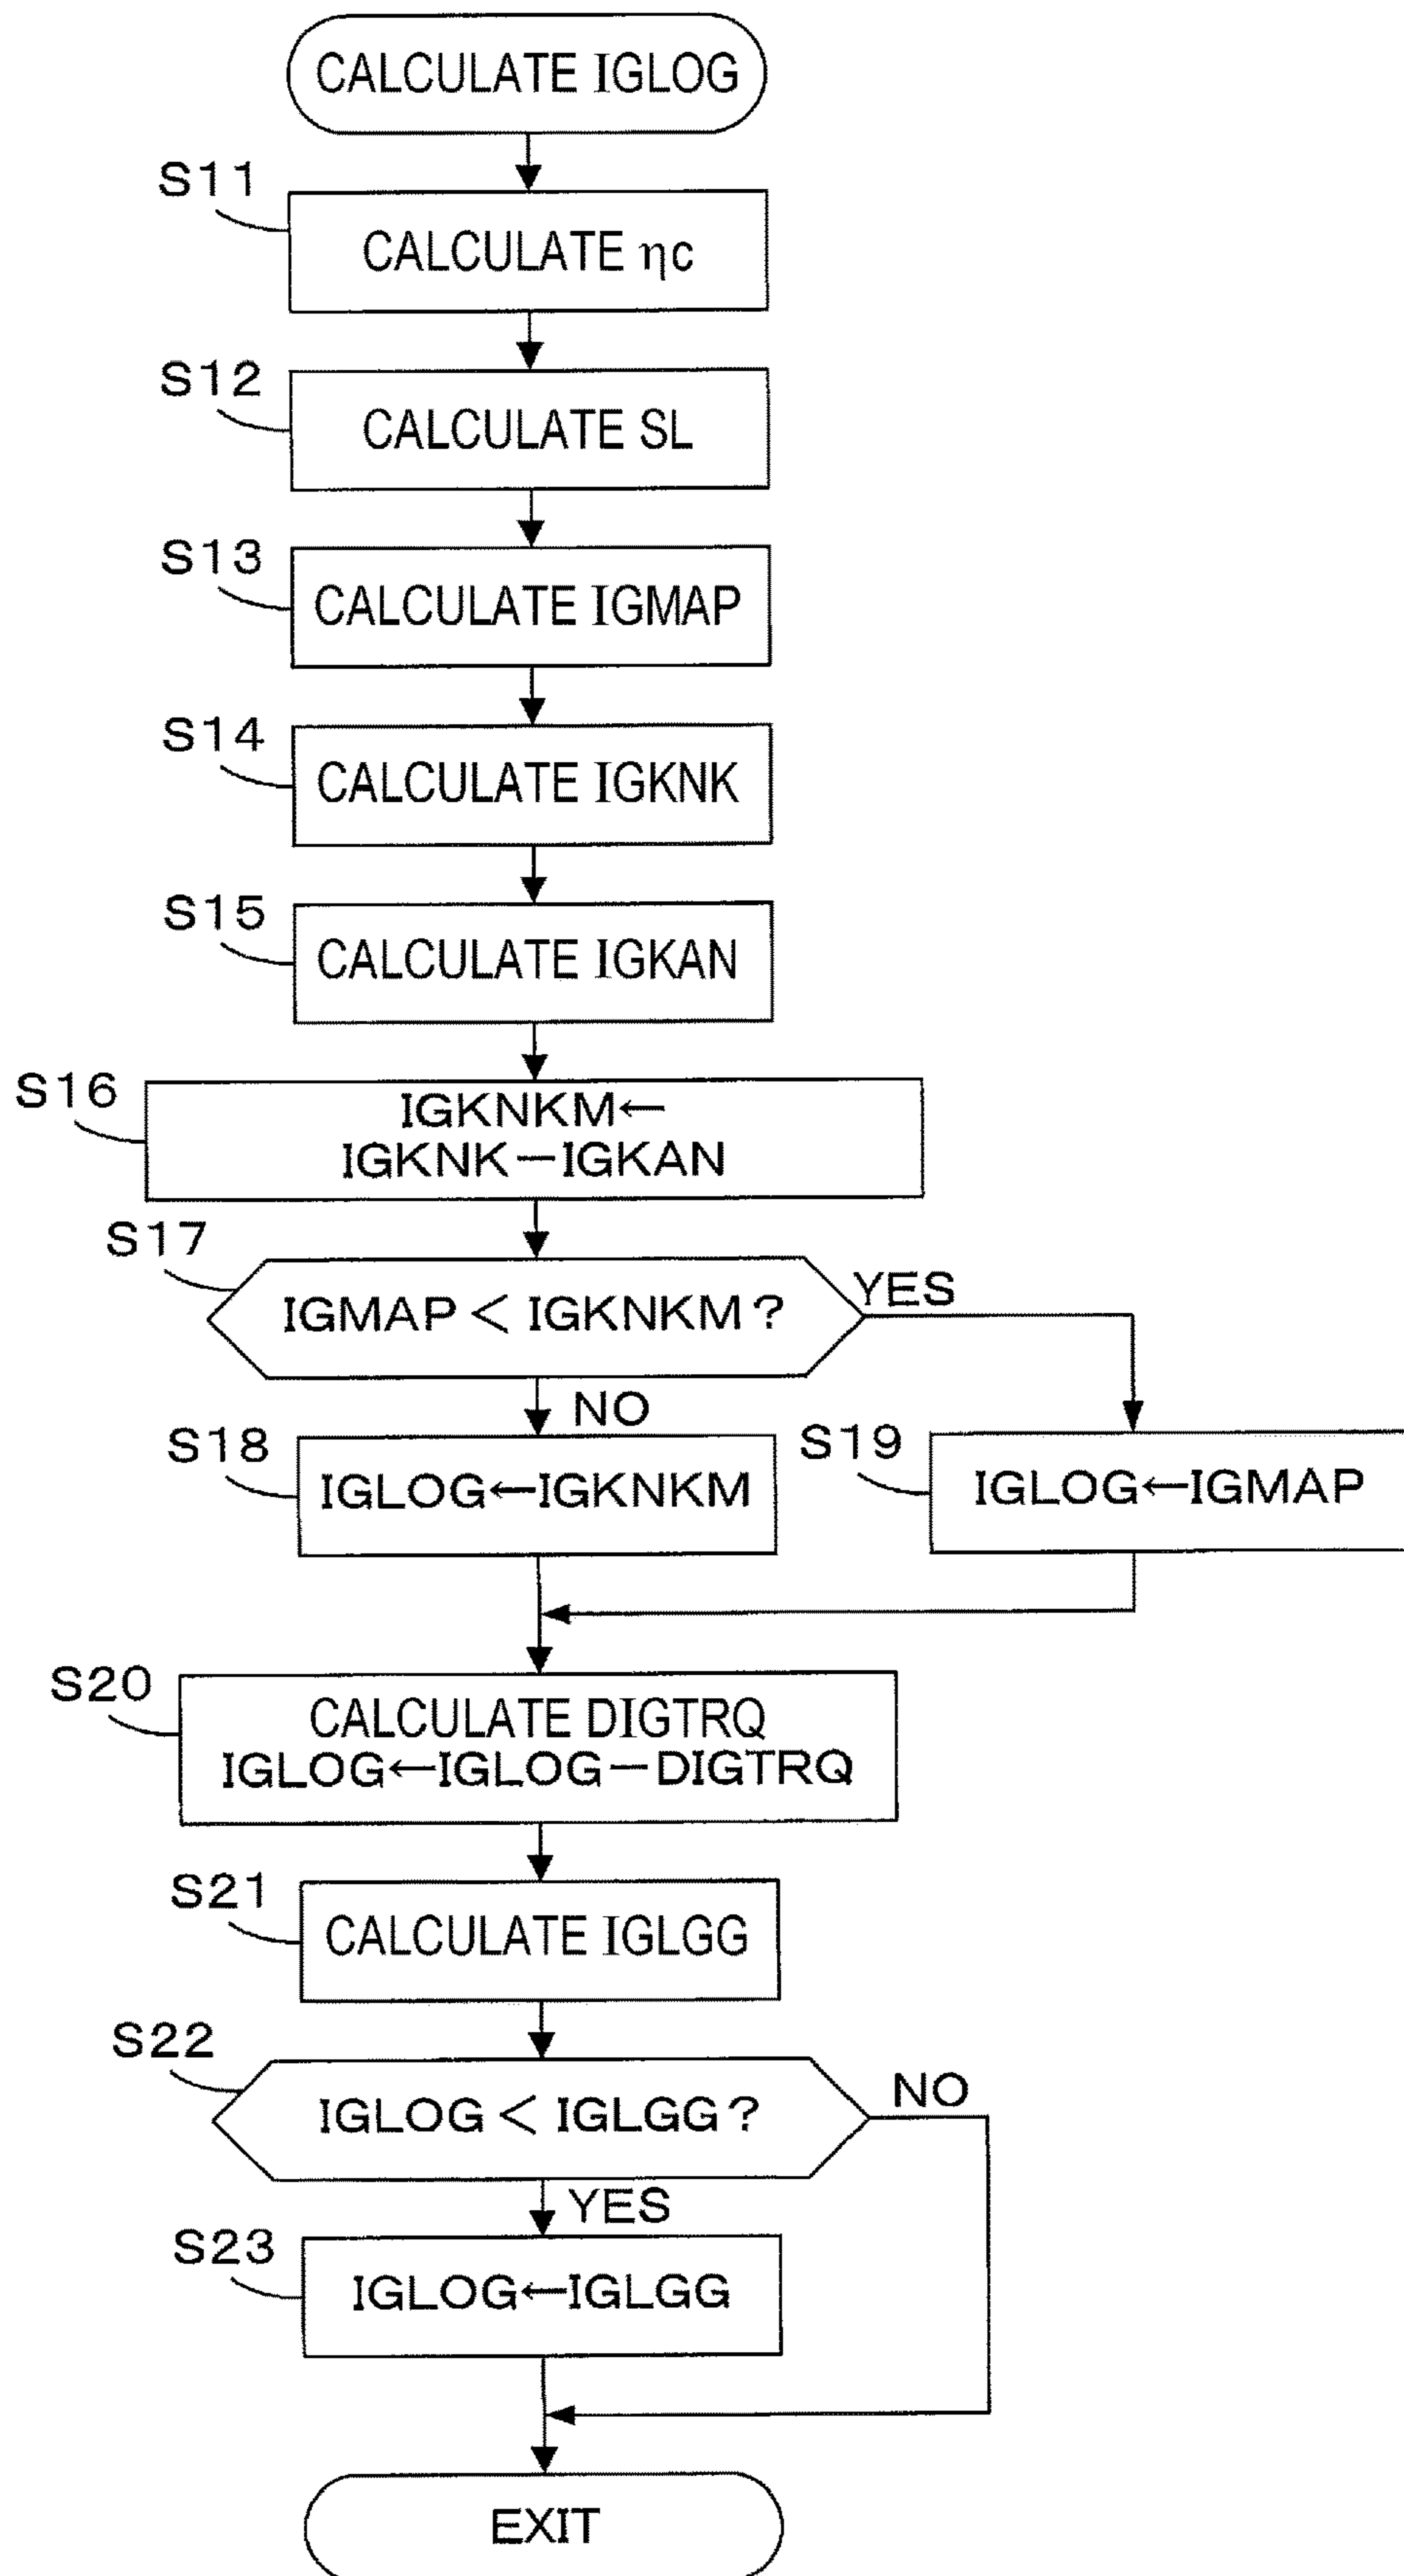 CALCULATE IGLOG
S11
CALCULATE ηc
S12
CALCULATE SL
S13
CALCULATE IGMAP
S14
CALCULATE IGKNK
S15
CALCULATE IGKAN
S16
IGKNKM←
IGKNK－IGKAN
S17
IGMAP＜IGKNKM？
YES
NO
S18
IGLOG←IGKNKM
S19
IGLOG←IGMAP
S20
CALCULATE DIGTRQ
IGLOG←IGLOG－DIGTRQ
S21
CALCULATE IGLGG
S22
IGLOG＜IGLGG？
NO
YES
S23
IGLOG←IGLGG
EXIT